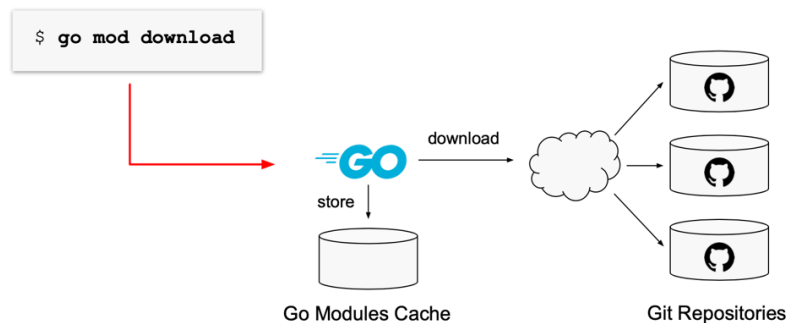 $ go mod download
GO
download
store
Go Modules Cache
Git Repositories